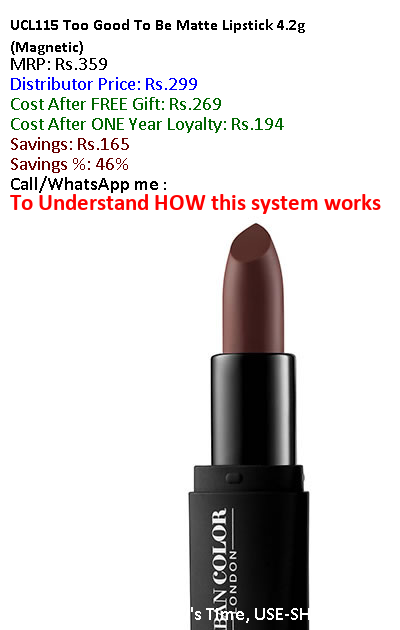 UCL115 Too Good To Be Matte Lipstick 4.2g
(Magnetic)
MRP: Rs.359
Distributor Price: Rs.299
Cost After FREE Gift: Rs.269
Cost After ONE Year Loyalty: Rs.194
Savings: Rs.165
Savings %: 46%
Call/WhatsApp me :
To Understand HOW this system works
BAN COLOR
LONDON
's Time, USE-SH